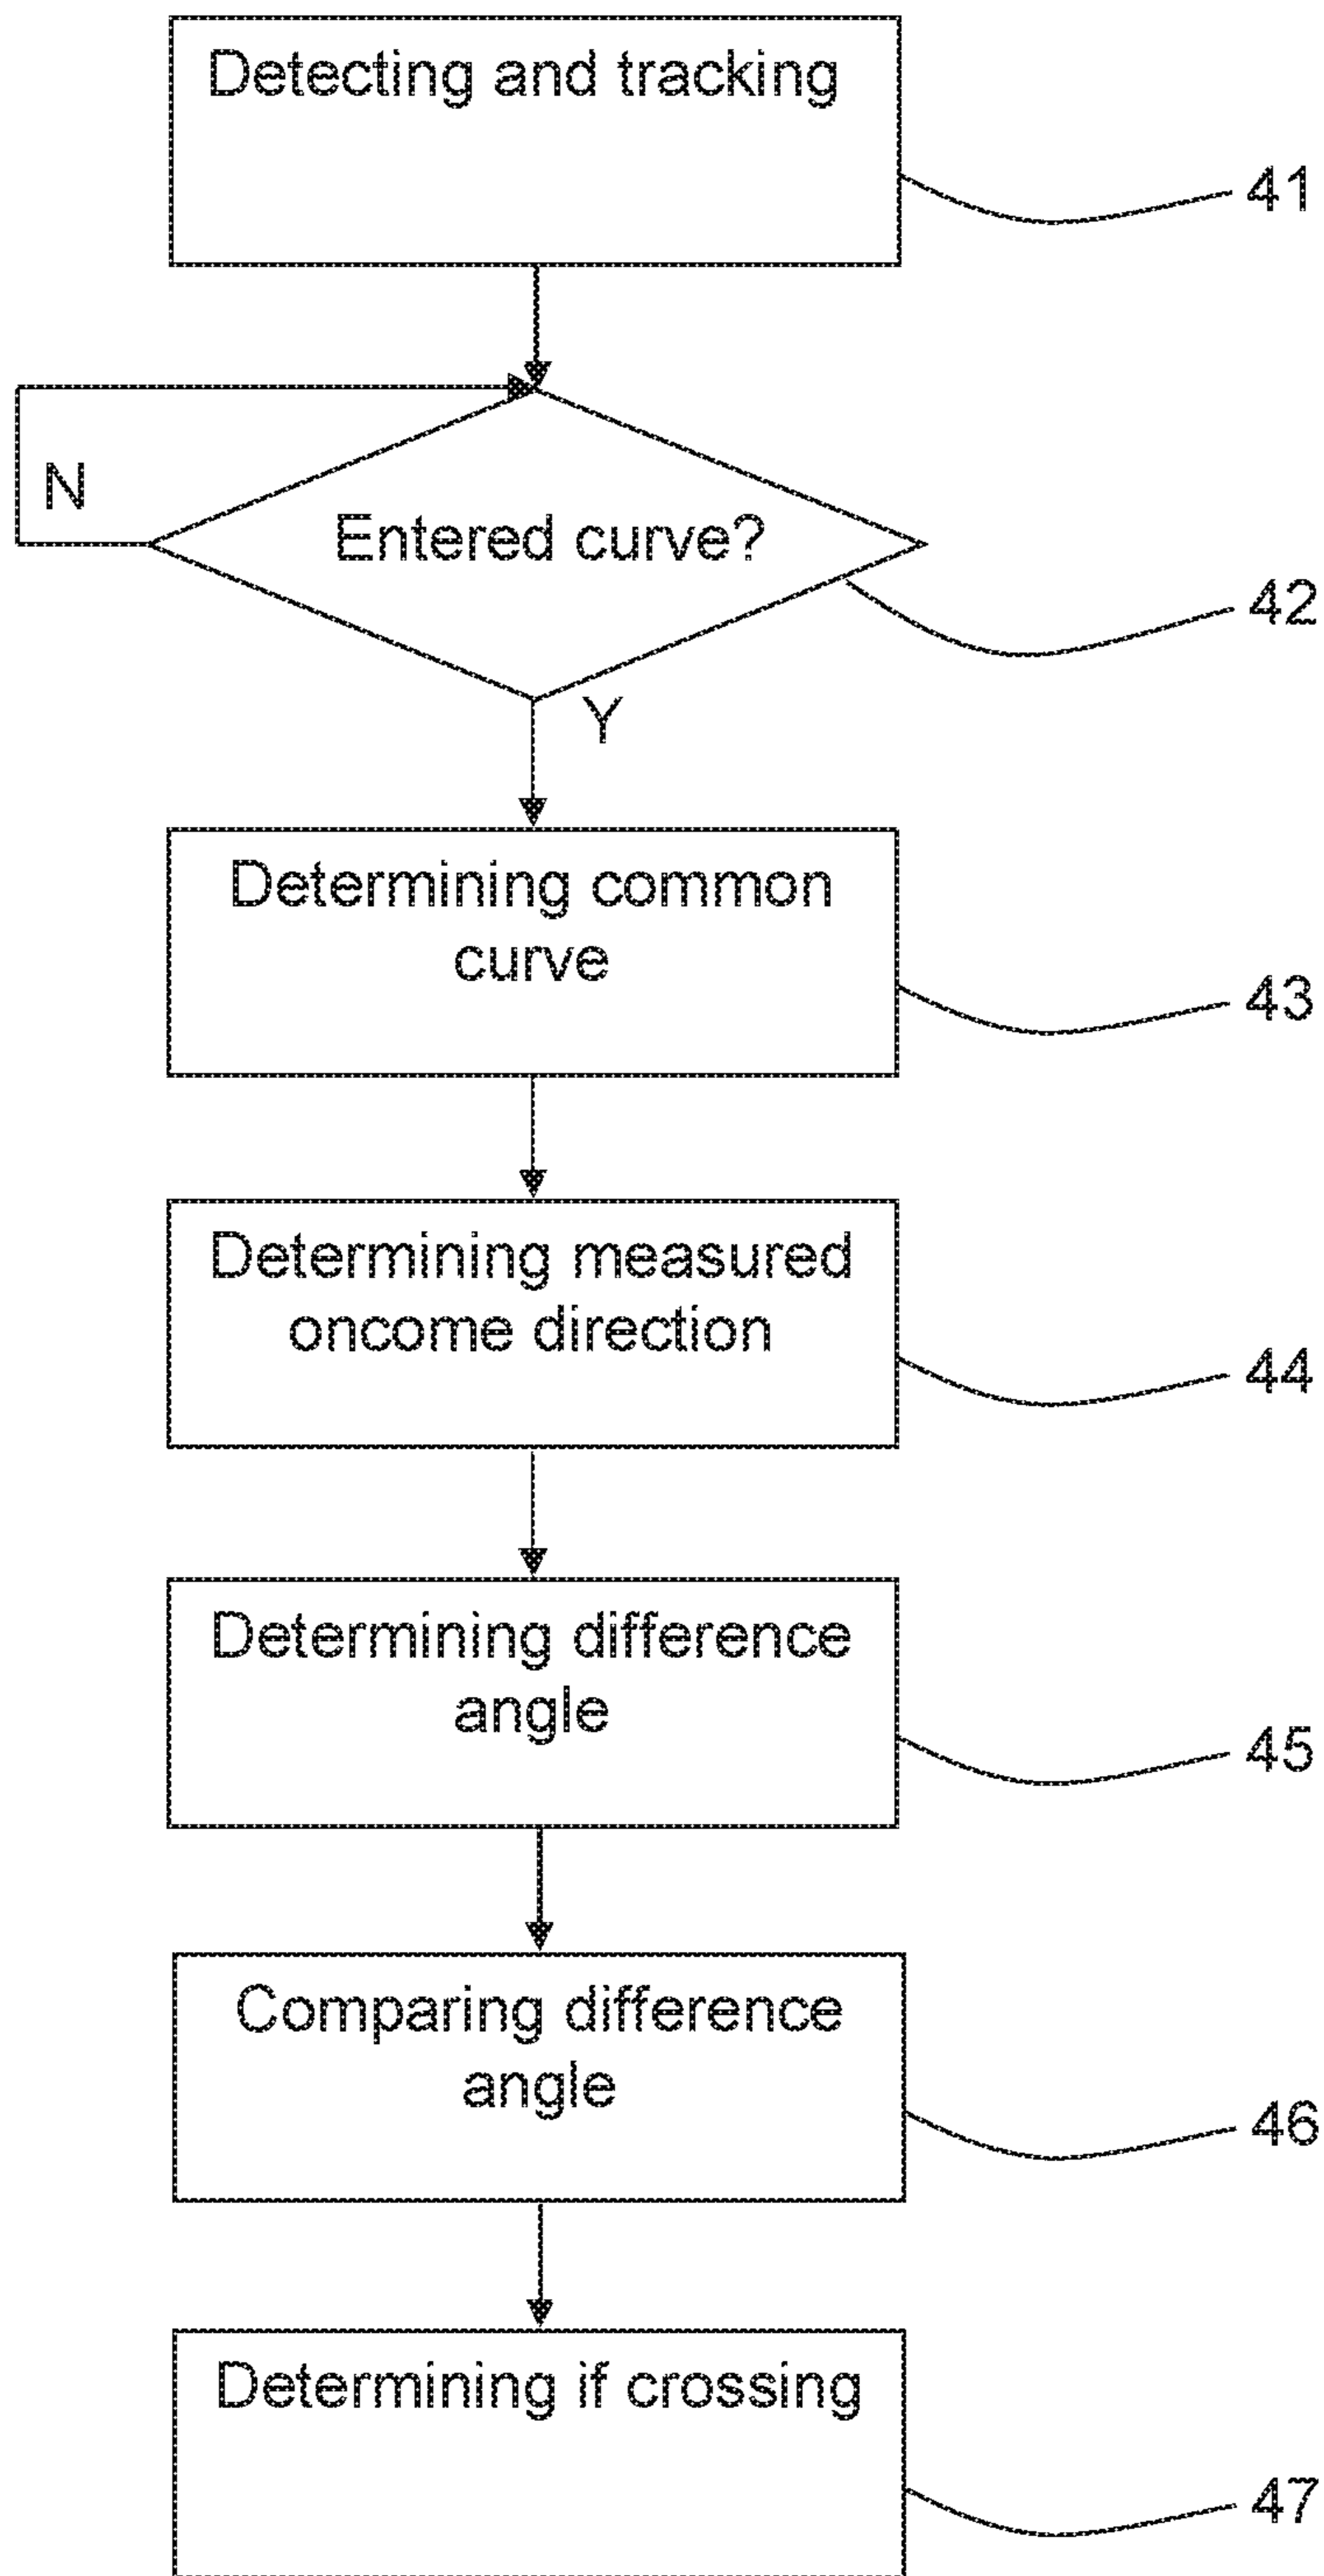 Detecting and tracking
41
N
Entered curve?
42
Y
Determining common
curve
43
Determining measured
oncome direction
44
Determining difference
angle
45
Comparing difference
angle
46
Determining if crossing
47